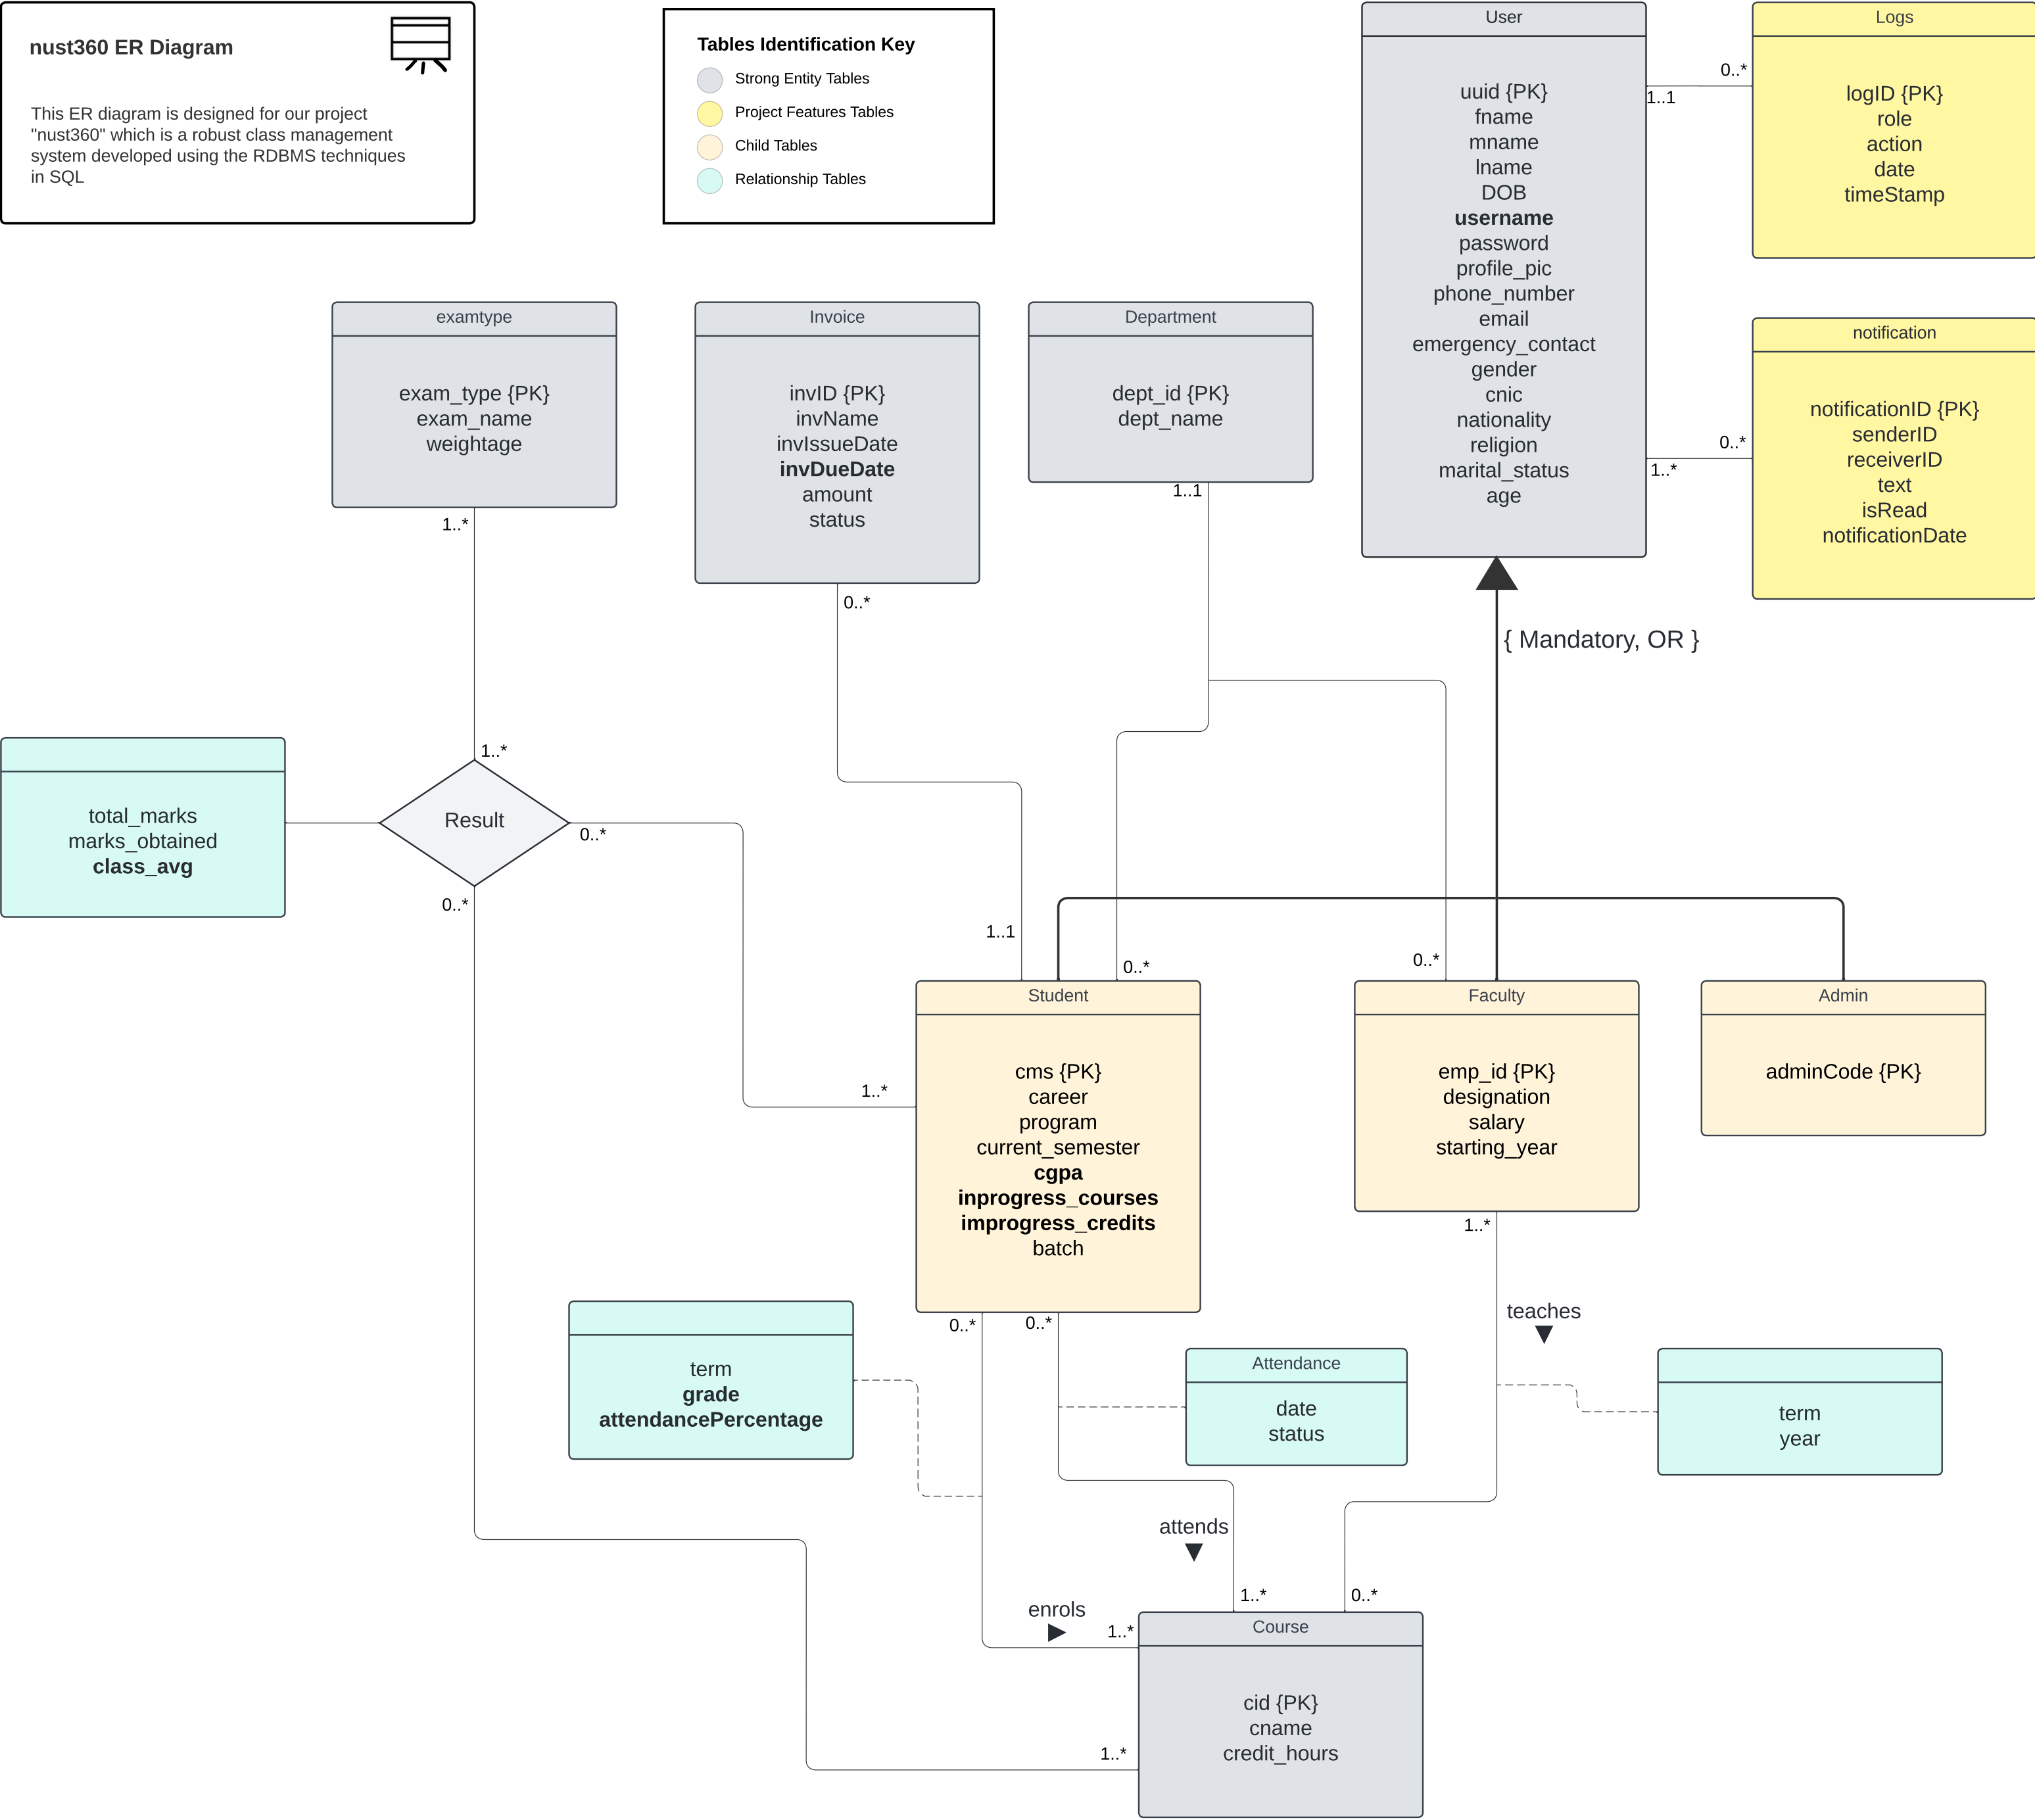 nust360 ER Diagram
This ER diagram is designed for our project
"nust360" which is a robust class management
system developed using the RDBMS techniques
in SQL
Tables Identification Key
Strong Entity Tables
Project Features Tables
Child Tables
Relationship Tables
User
uuid {PK}
fname
mname
lname
DOB
username
password
profile_pic
phone_number
email
emergency_contact
gender
cnic
nationality
religion
marital_status
age
0..*
1..1
Logs
logID {PK}
role
action
date
timeStamp
0..*
1..*
notification
notificationID {PK}
senderID
receiverID
text
isRead
notificationDate
examtype
exam_type {PK}
exam_name
weightage
1..*
Invoice
invID {PK}
invName
invIssueDate
invDueDate
amount
status
0..*
Department
dept_id {PK}
dept_name
1..1
{ Mandatory, OR }
total_marks
marks_obtained
class_avg
1..*
Result
0..*
0..*
1..1
0..*
0..*
1..*
Student
cms {PK}
career
program
current_semester
cgpa
inprogress_courses
improgress_credits
batch
0..*
0..*
Faculty
emp_id {PK}
designation
salary
starting_year
1..*
Admin
adminCode {PK}
teaches
term
grade
attendancePercentage
Attendance
date
status
term
year
attends
enrols
1..*
1..*
0..*
1..*
Course
cid {PK}
cname
credit_hours